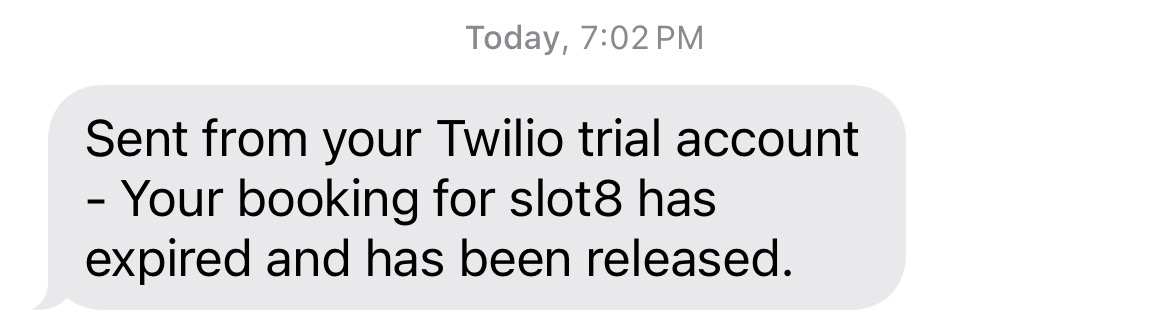 Today, 7:02 PM
Sent from your Twilio trial account
- Your booking for slot8 has
expired and has been released.